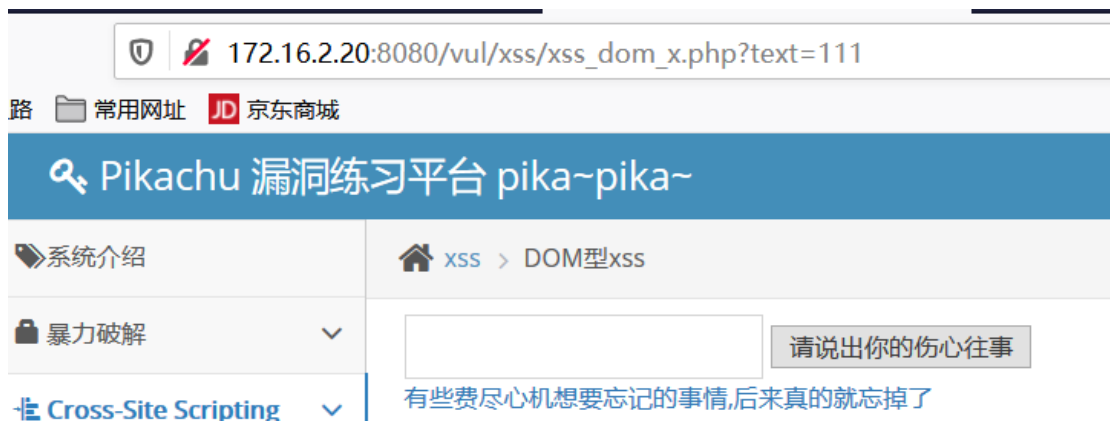 172.16.2.20:8080/vul/xss/xss_dom_x.php?text=111
路 常用网址 JD 京东商城
Pikachu 漏洞练习平台 pika~pika~
系统介绍
xss > DOM型xss
暴力破解
请说出你的伤心往事
有些费尽心机想要忘记的事情,后来真的就忘掉了
Cross-Site Scripting